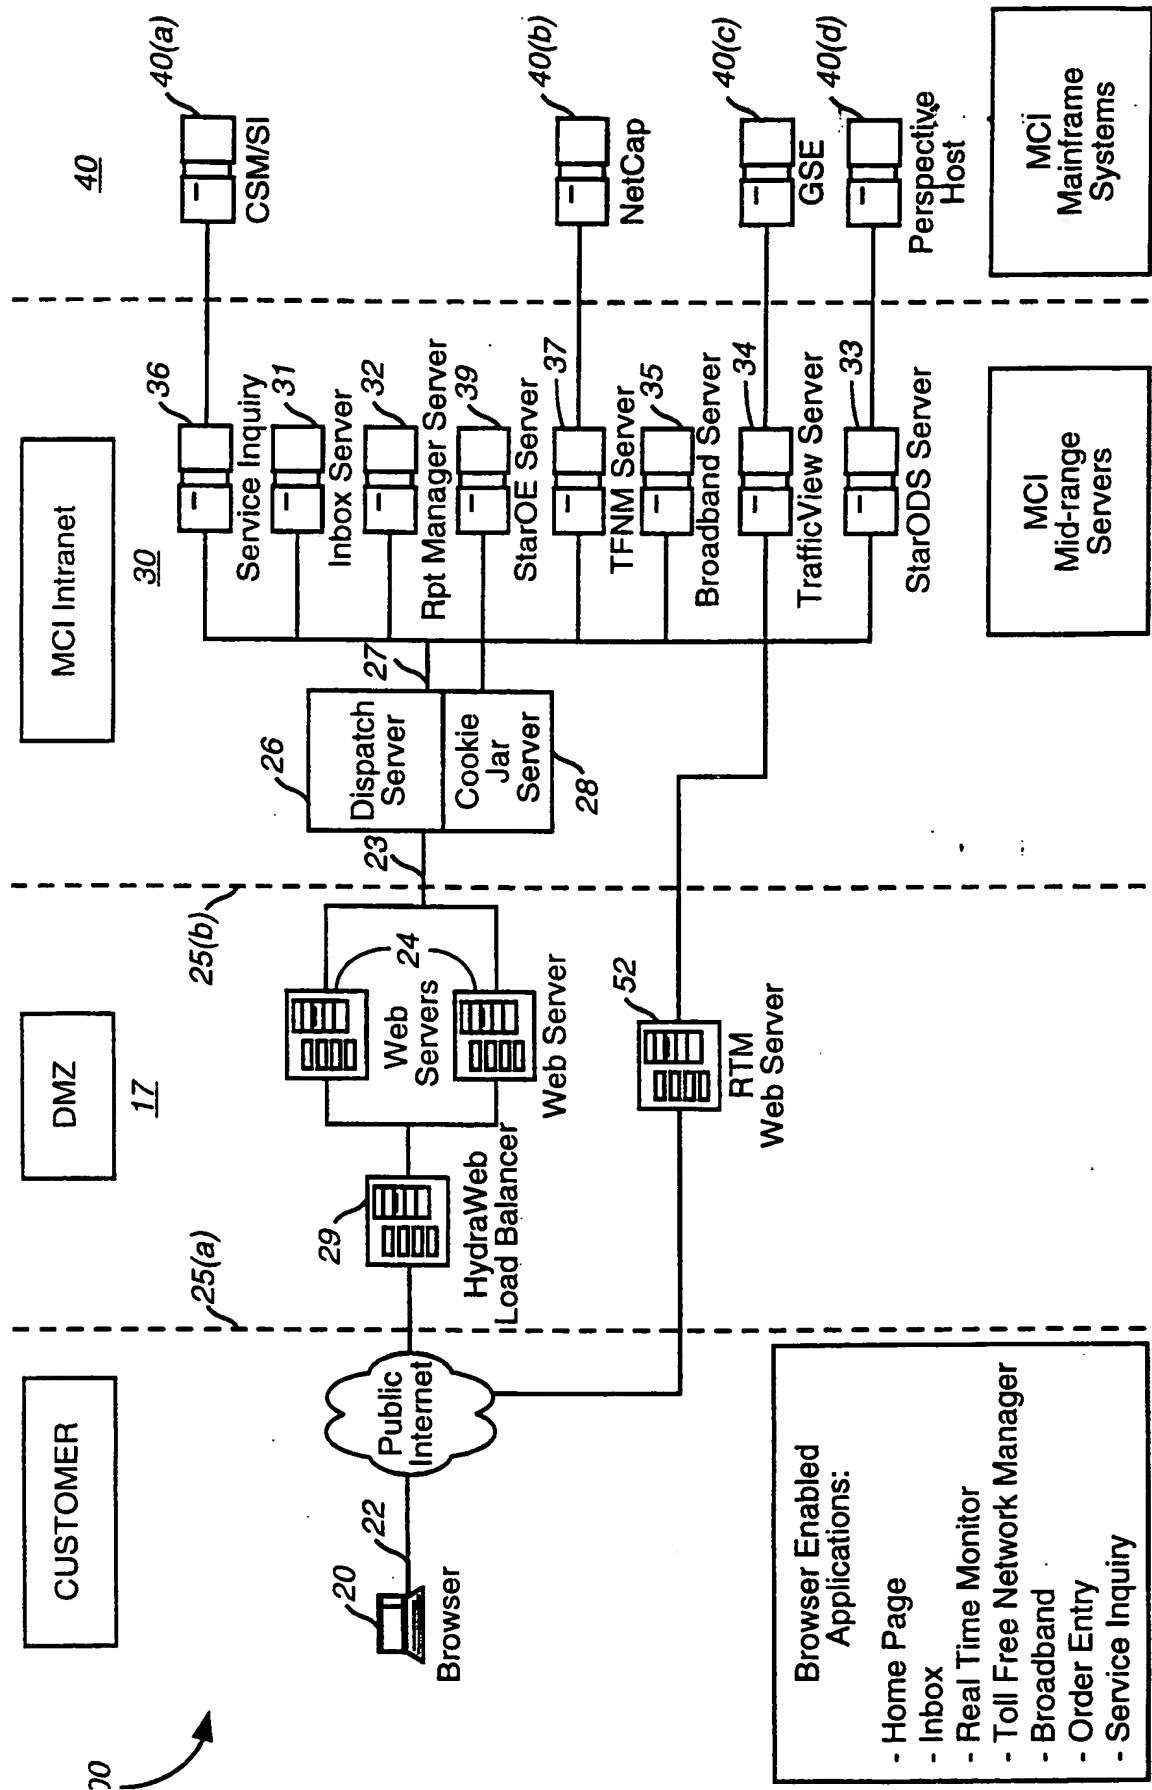 CUSTOMER
DMZ
17
MCI Intranet
30
40
25(a)
25(b)
20
22
Browser
Public
Internet
29
HydraWeb
Load Balancer
24
Web
Servers
Web Server
52
RTM
Web Server
23
26
Dispatch
Server
27
Cookie
Jar
Server
28
36
Service Inquiry
31
Inbox Server
32
Rpt Manager Server
39
StarOE Server
37
TFNM Server
35
Broadband Server
34
TrafficView Server
33
StarODS Server
40(a)
CSM/SI
40(b)
NetCap
40(c)
GSE
40(d)
Perspective
Host
Browser Enabled
Applications:
- Home Page
- Inbox
- Real Time Monitor
- Toll Free Network Manager
- Broadband
- Order Entry
- Service Inquiry
MCI
Mid-range
Servers
MCI
Mainframe
Systems